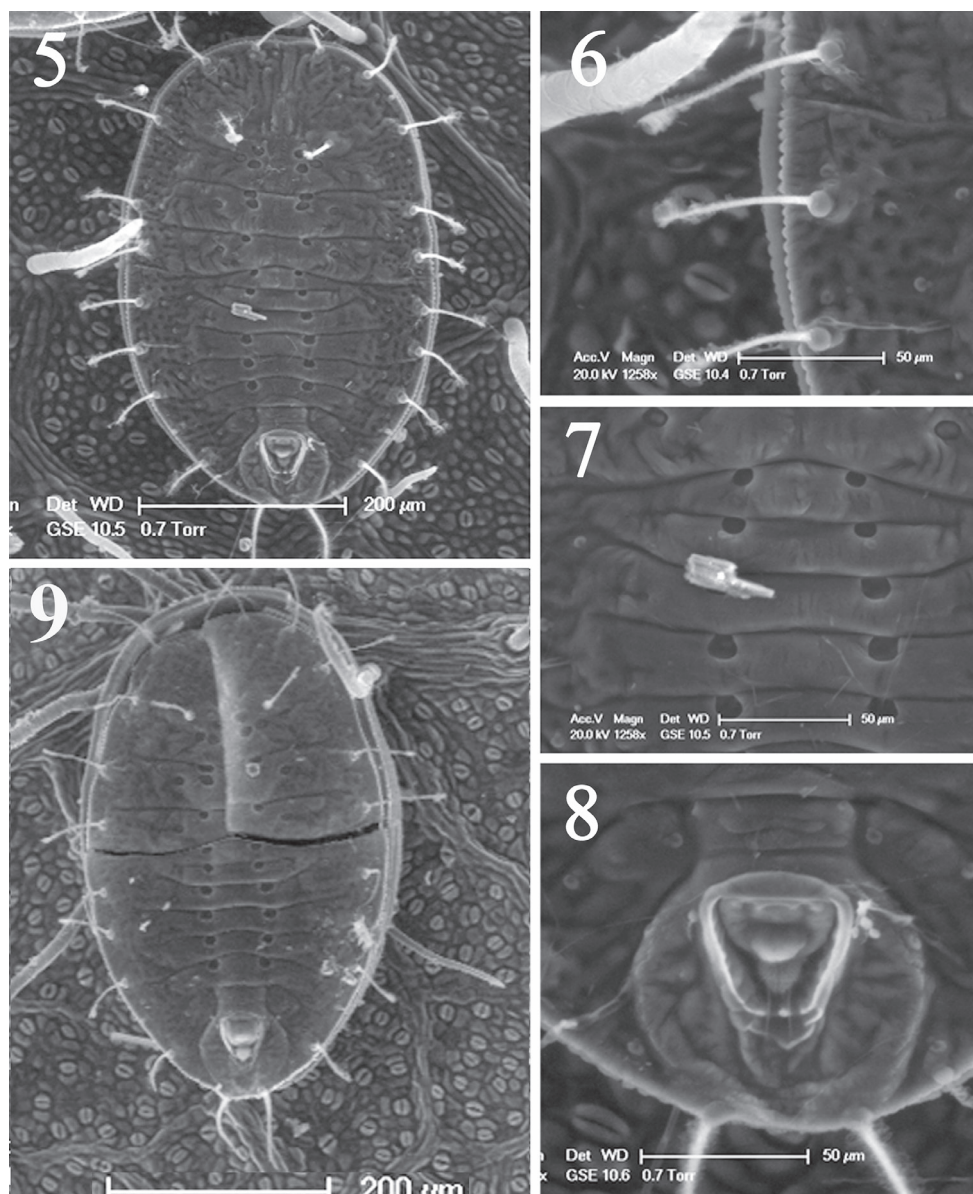 5
n Det WD 200 µm
GSE 10.5 0.7 Torr
6
Acc.V Magn Det WD 50 µm
20.0 kV 1258x GSE 10.4 0.7 Torr
7
Acc.V Magn Det WD 50 µm
20.0 kV 1258x GSE 10.5 0.7 Torr
9
200 µm
8
n Det WD 50 µm
x GSE 10.6 0.7 Torr